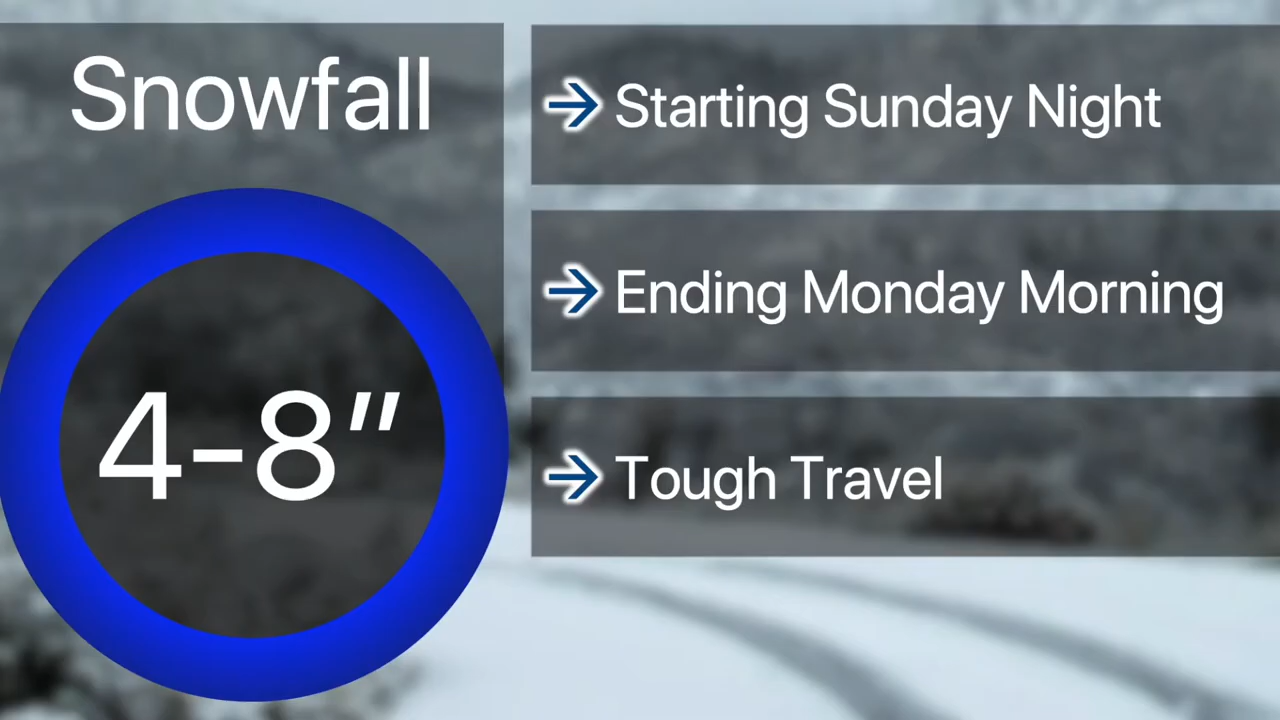 Snowfall
4-8"
Starting Sunday Night
Ending Monday Morning
Tough Travel